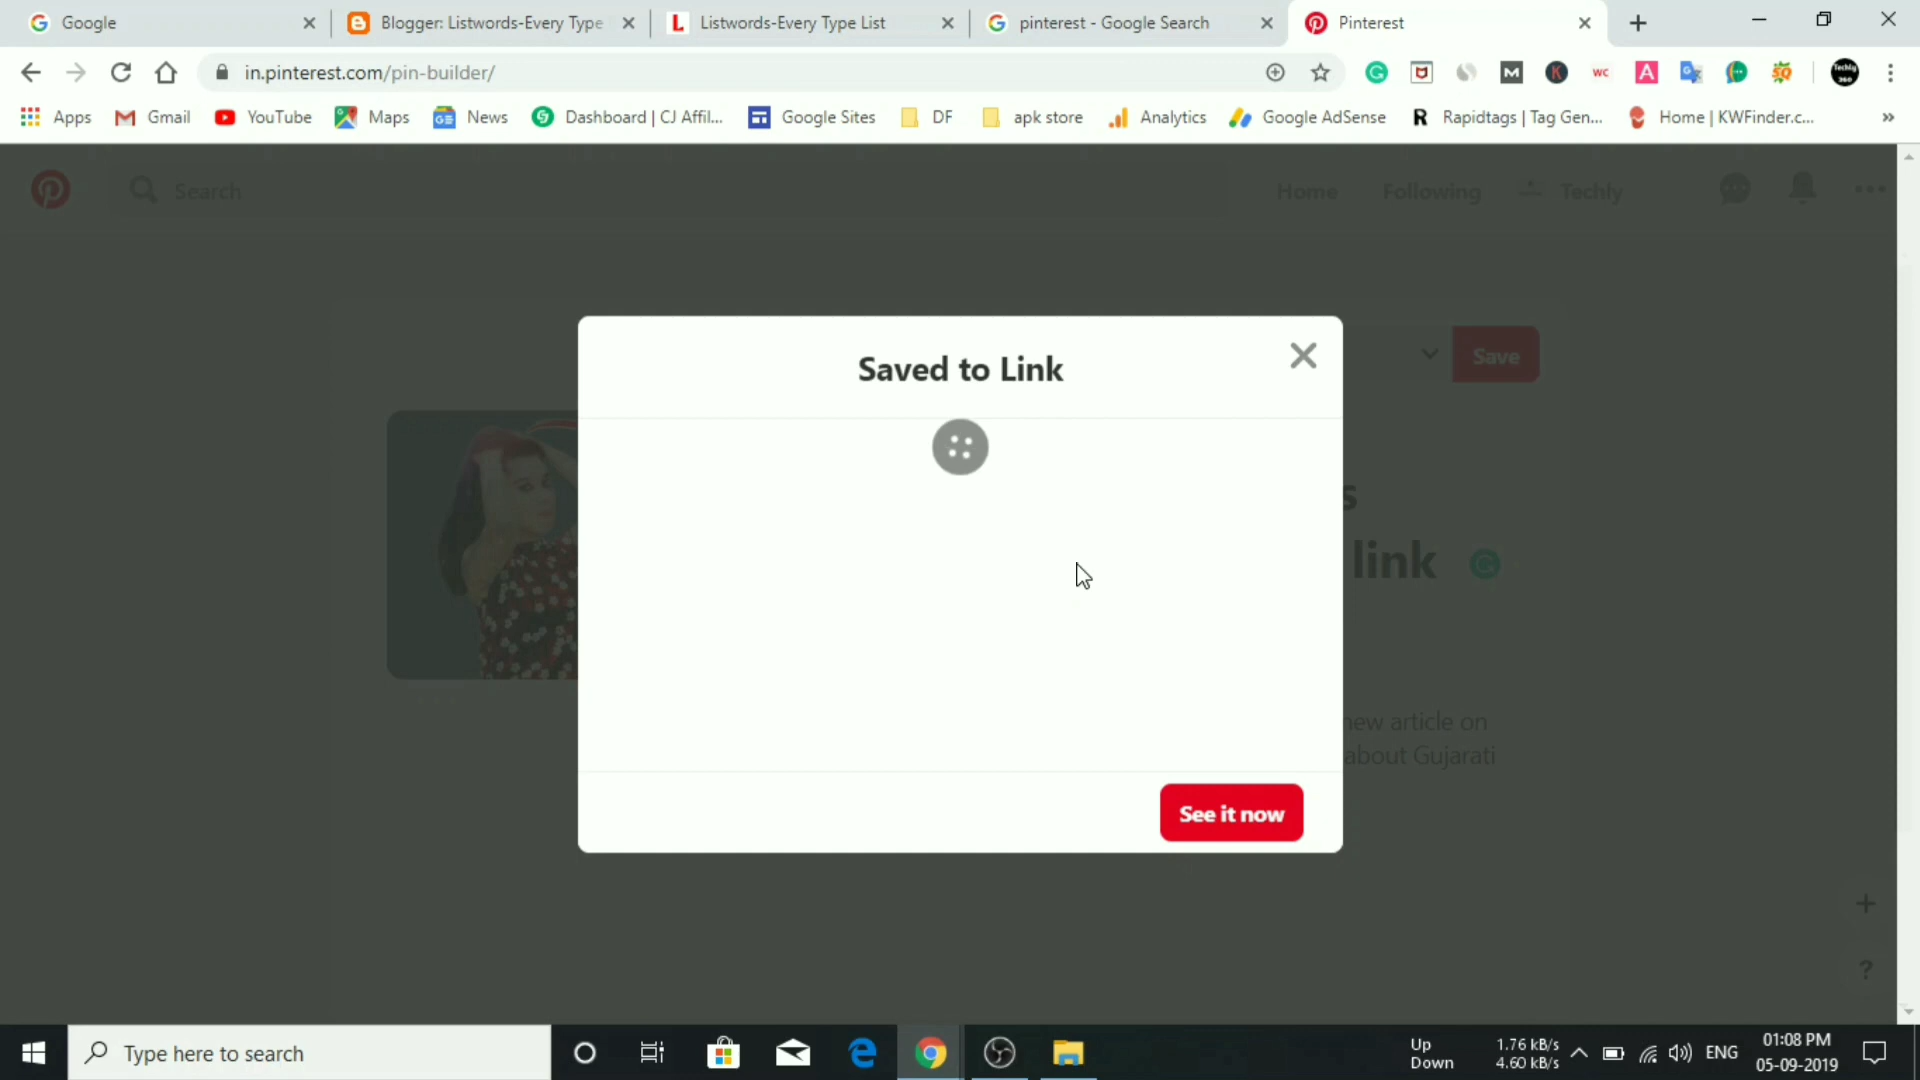 Google
Blogger: Listwords-Every Type
Listwords-Every Type List
pinterest - Google Search
Pinterest
in.pinterest.com/pin-builder/
Apps
Gmail
YouTube
Maps
News
Dashboard | CJ Affil...
Google Sites
DF
apk store
Analytics
Google AdSense
Rapidtags | Tag Gen...
Home | KWFinder.c...
»
Search
Home
Following
Techly
Saved to Link
Save
s
link
new article on
about Gujarati
See it now
+
?
Type here to search
Up 1.76 kB/s
Down 4.60 kB/s
ENG
01:08 PM
05-09-2019